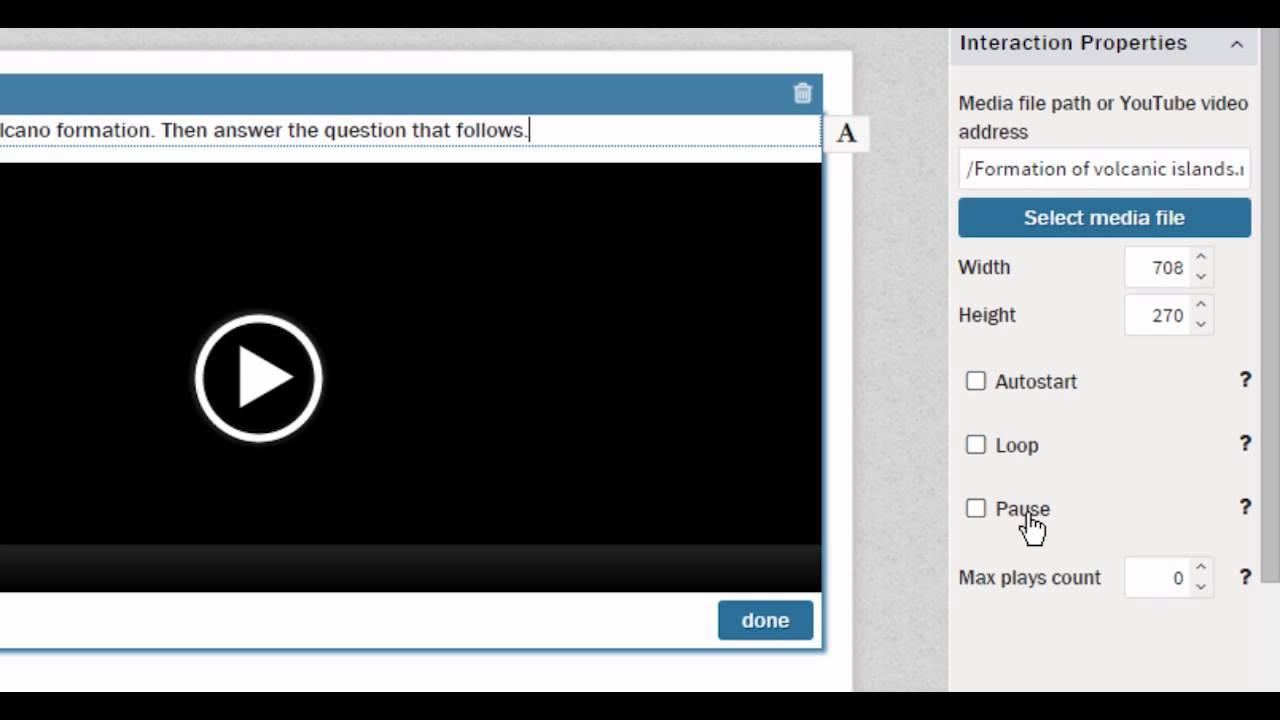 Interaction Properties
formation. Then answer the question that follows.
A
Media file path or YouTube video
address
/Formation of volcanic islands.
Select media file
Width 708
Height 270
Autostart ?
Loop ?
Pause ?
Max plays count 0 ?
done